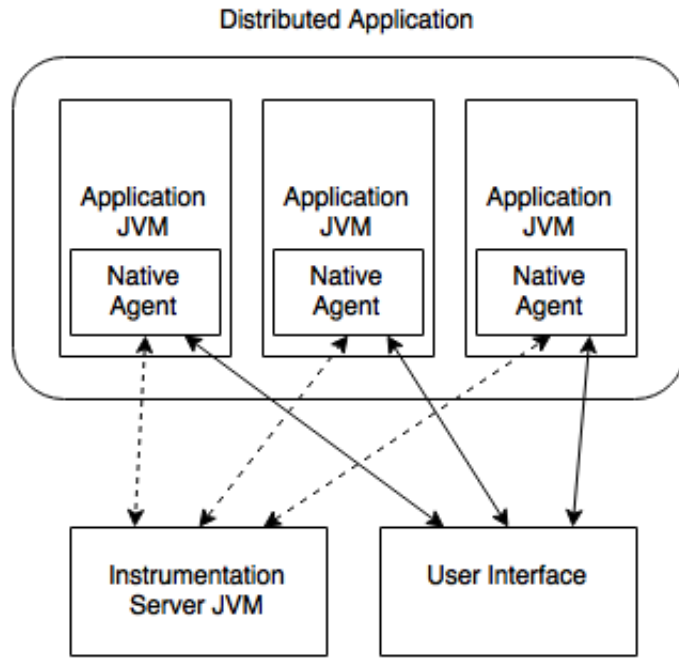 Distributed Application
Application
JVM
Native
Agent
Application
JVM
Native
Agent
Application
JVM
Native
Agent
Instrumentation
Server JVM
User Interface